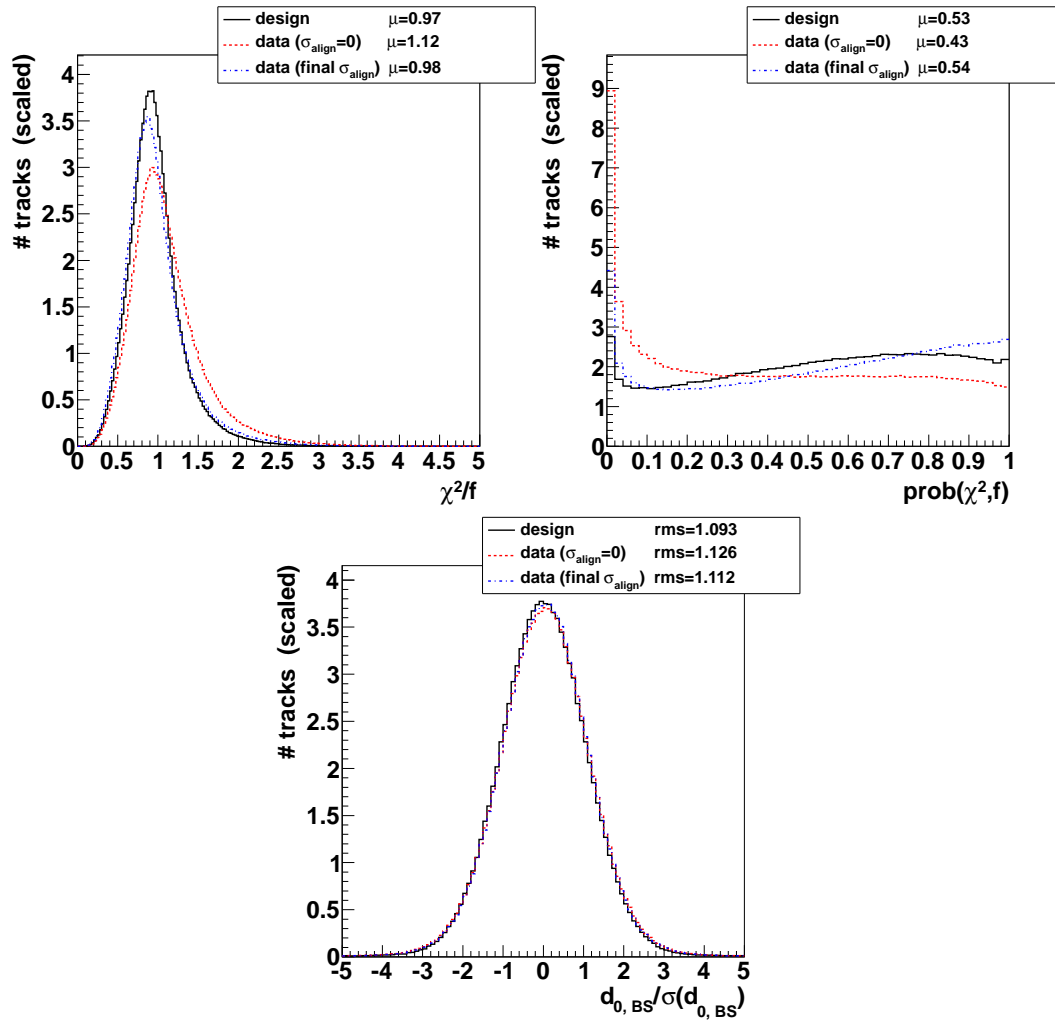 design μ=0.97
data (σalign=0) μ=1.12
data (final σalign) μ=0.98
# tracks (scaled)
4
3.5
3
2.5
2
1.5
1
0.5
0
0 0.5 1 1.5 2 2.5 3 3.5 4 4.5 5
χ²/f
design μ=0.53
data (σalign=0) μ=0.43
data (final σalign) μ=0.54
# tracks (scaled)
9
8
7
6
5
4
3
2
1
0
0 0.1 0.2 0.3 0.4 0.5 0.6 0.7 0.8 0.9 1
prob(χ²,f)
design rms=1.093
data (σalign=0) rms=1.126
data (final σalign) rms=1.112
# tracks (scaled)
4
3.5
3
2.5
2
1.5
1
0.5
0
-5 -4 -3 -2 -1 0 1 2 3 4 5
d0, BS/σ(d0, BS)